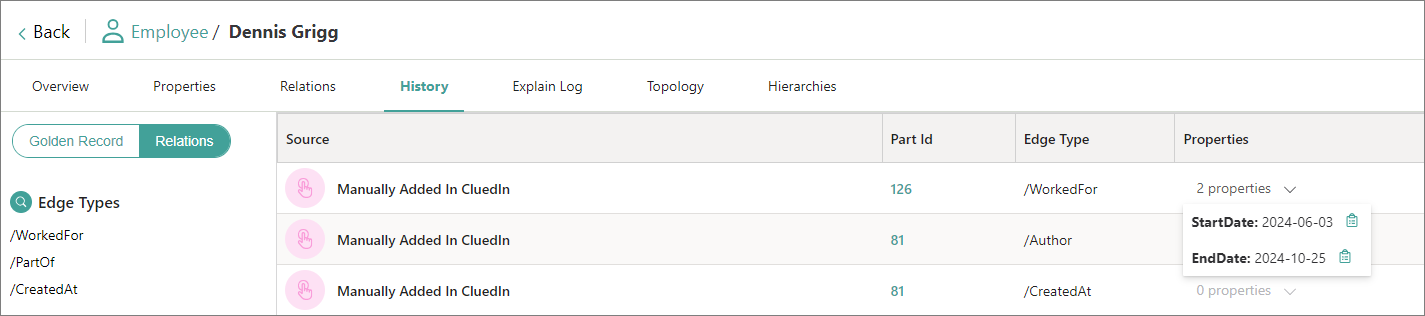 Back Employee / Dennis Grigg
Overview Properties Relations History Explain Log Topology Hierarchies
Golden Record Relations
Edge Types
/WorkedFor
/PartOf
/CreatedAt
Source Part Id Edge Type Properties
Manually Added In CluedIn 126 /WorkedFor 2 properties
StartDate: 2024-06-03
Manually Added In CluedIn 81 /Author
EndDate: 2024-10-25
Manually Added In CluedIn 81 /CreatedAt 0 properties